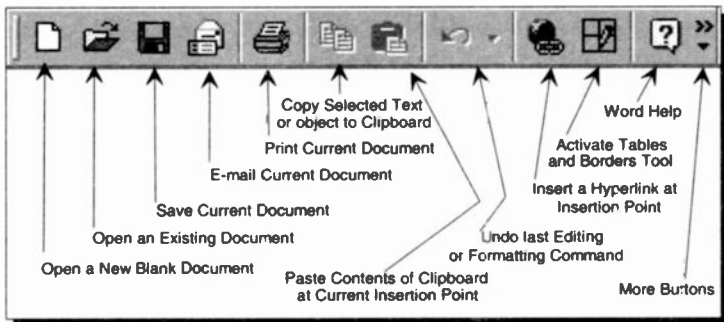 Copy Selected Text
or object to Clipboard
Word Help
Print Current Document
Activate Tables
and Borders Tool
E-mail Current Document
Insert a Hyperlink at
Insertion Point
Save Current Document
Open an Existing Document
Undo last Editing
or Formatting Command
Open a New Blank Document
Paste Contents of Clipboard
at Current Insertion Point
More Buttons